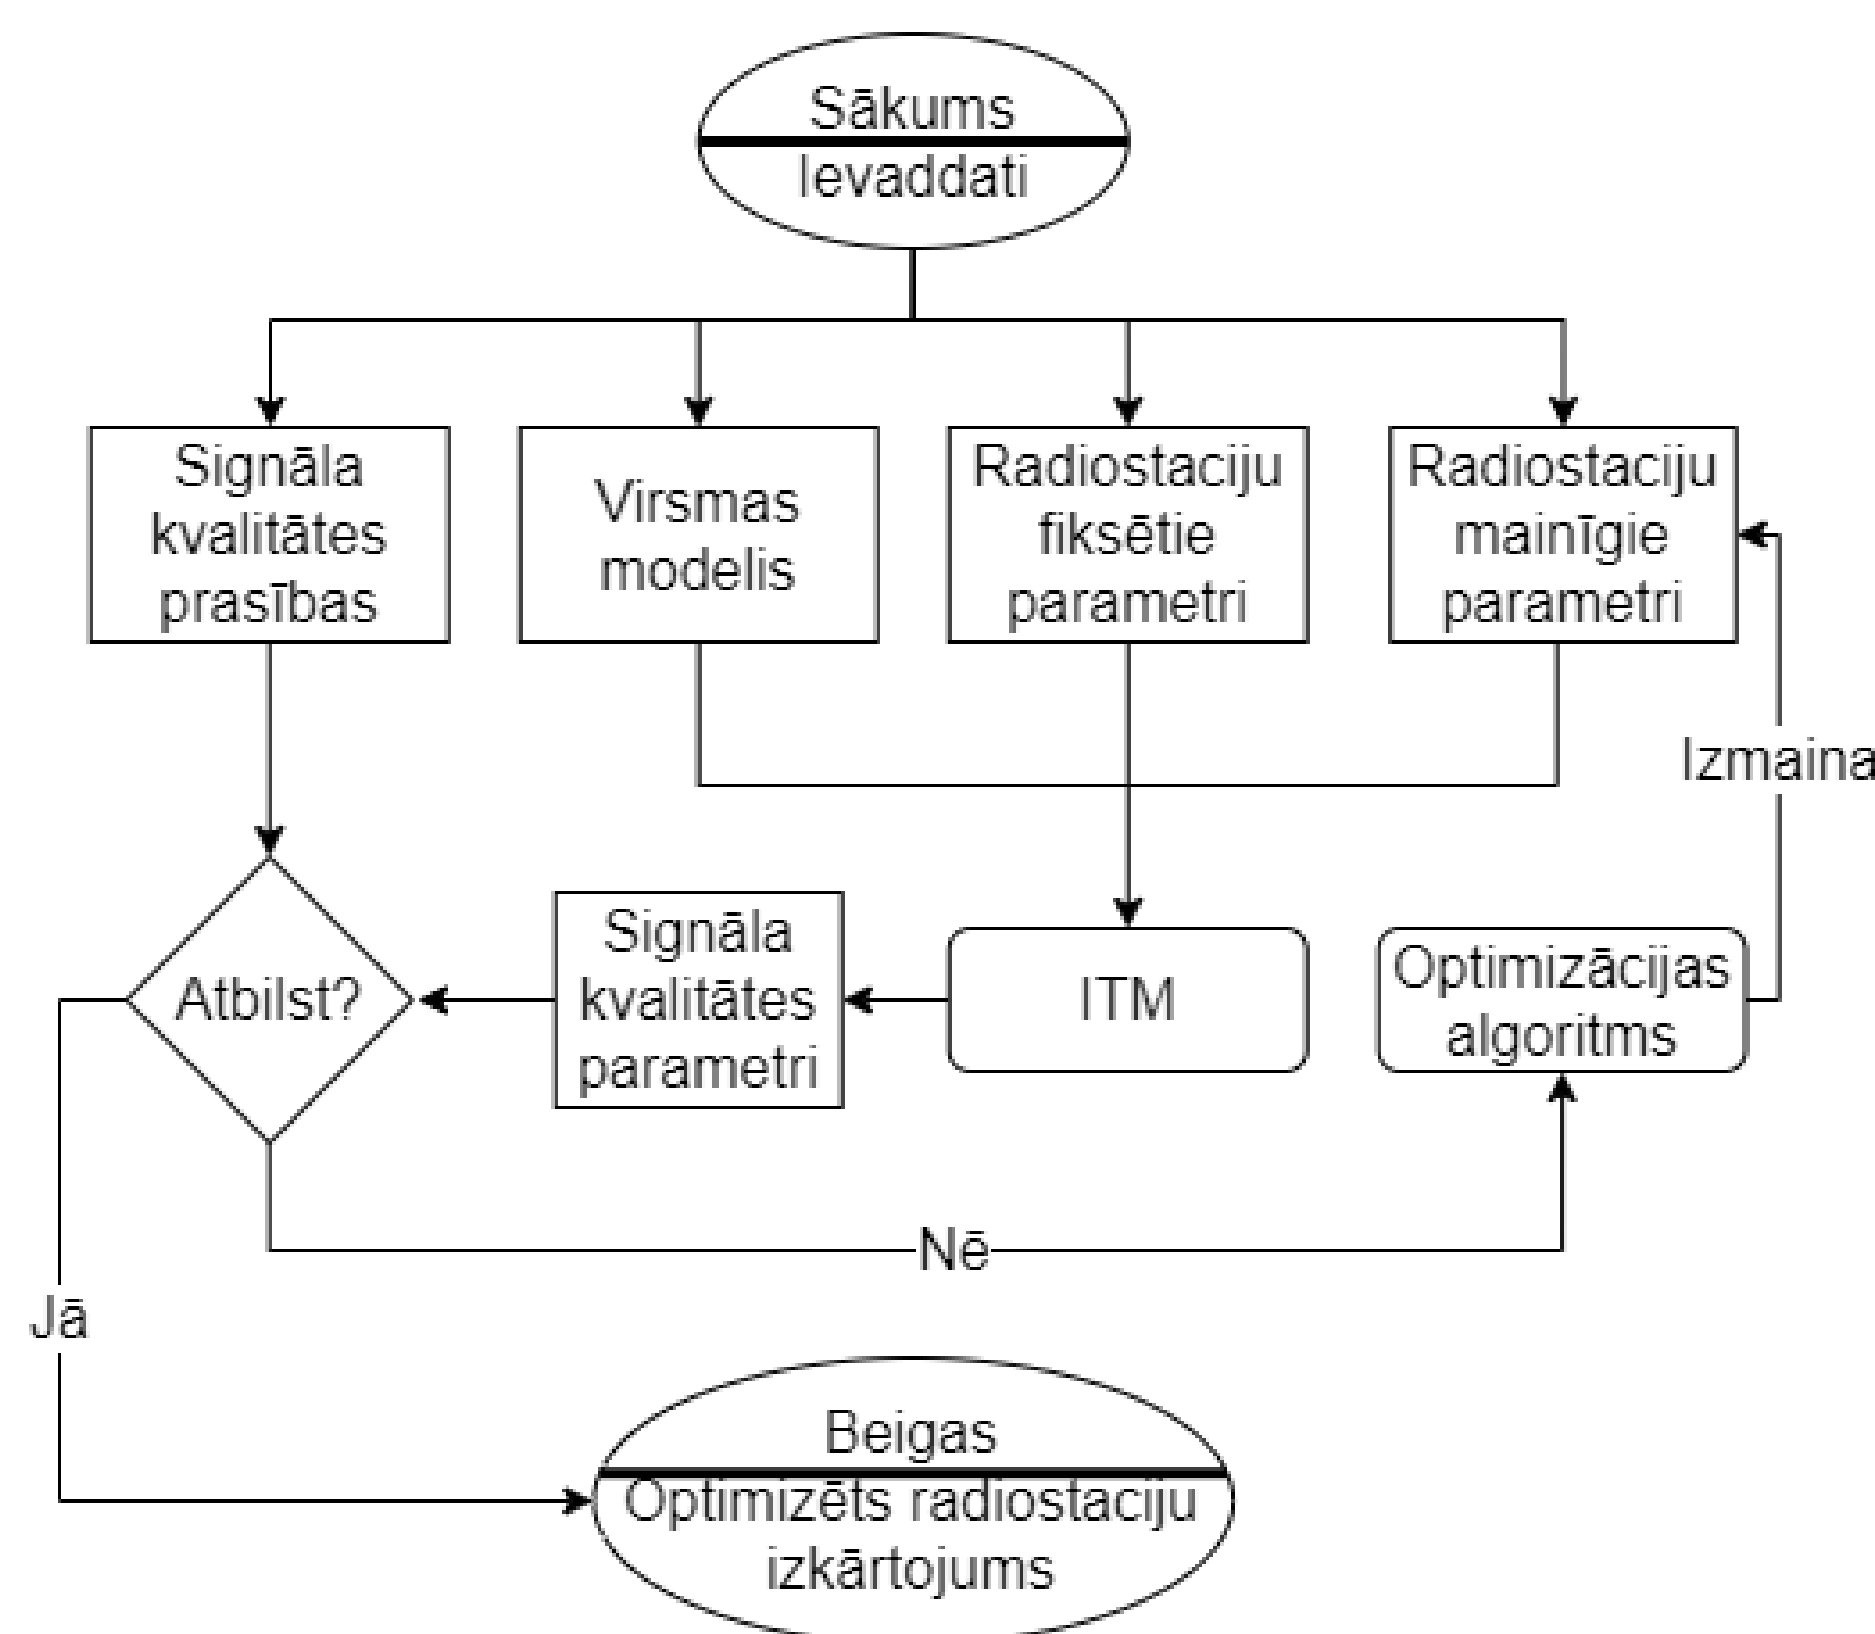 Sākums
Ievaddati
Signāla
kvalitātes
prasības
Virsmas
modelis
Radiostaciju
fiksētie
parametri
Radiostaciju
mainīgie
parametri
Izmaina
Atbilst?
Signāla
kvalitātes
parametri
ITM
Optimizācijas
algoritms
Nē
Jā
Beigas
Optimizēts radiostaciju
izkārtojums